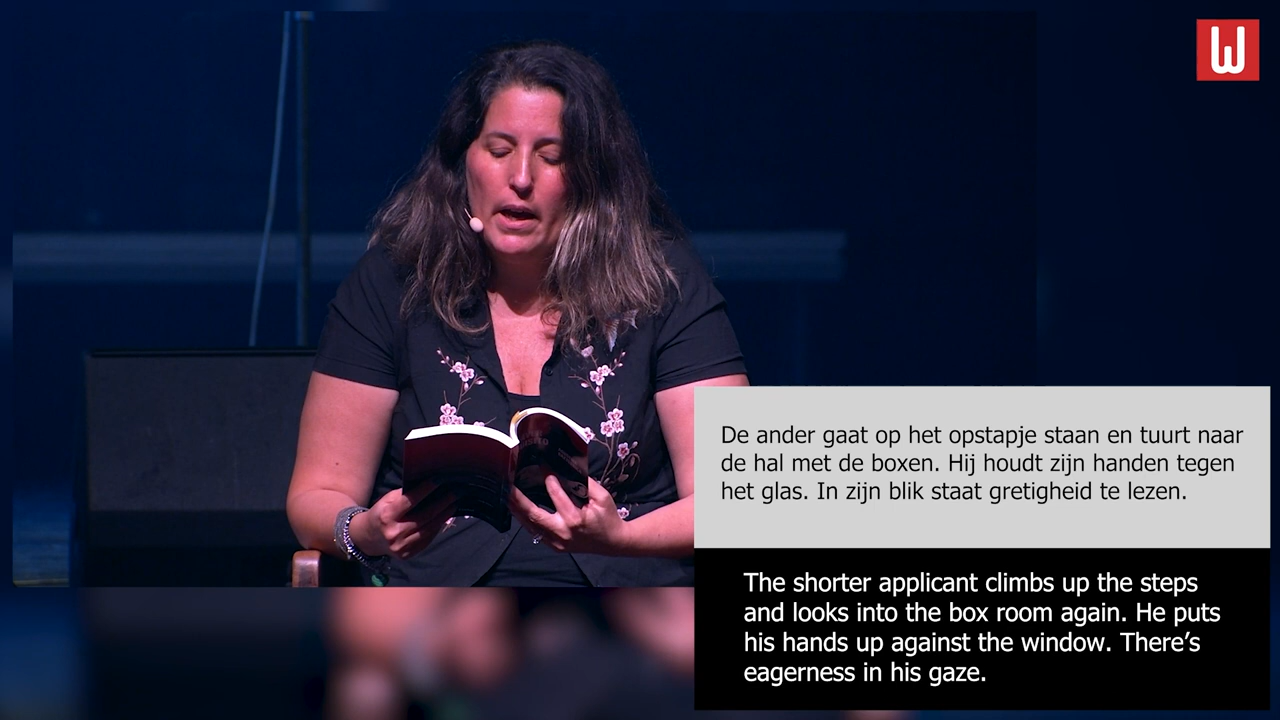 W
De ander gaat op het opstapje staan en tuurt naar
de hal met de boxen. Hij houdt zijn handen tegen
het glas. In zijn blik staat gretigheid te lezen.
The shorter applicant climbs up the steps
and looks into the box room again. He puts
his hands up against the window. There’s
eagerness in his gaze.